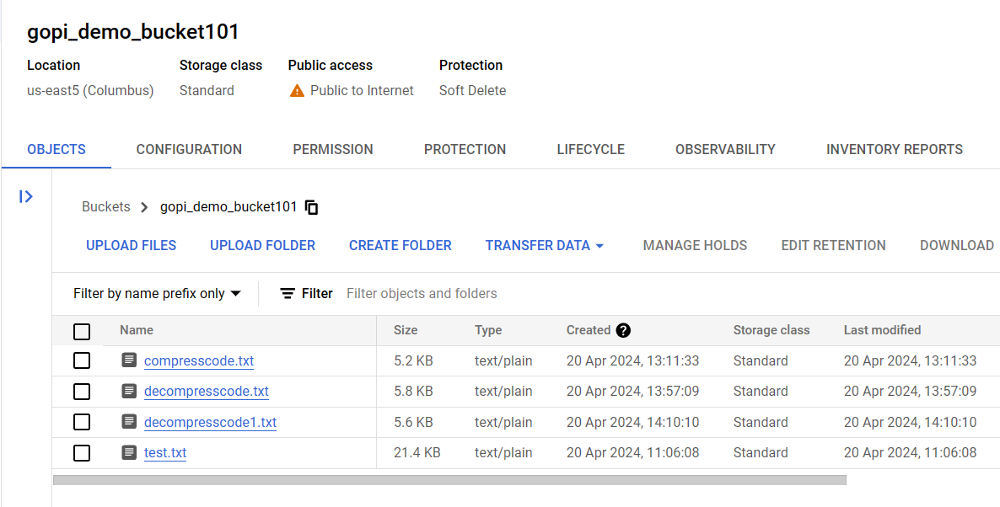 gopi_demo_bucket101
Location Storage class Public access Protection
us-east5 (Columbus) Standard Public to Internet Soft Delete
OBJECTS CONFIGURATION PERMISSION PROTECTION LIFECYCLE OBSERVABILITY INVENTORY REPORTS
Buckets gopi_demo_bucket101
UPLOAD FILES UPLOAD FOLDER CREATE FOLDER TRANSFER DATA MANAGE HOLDS EDIT RETENTION DOWNLOAD
Filter by name prefix only Filter Filter objects and folders
Name Size Type Created ? Storage class Last modified
compresscode.txt 5.2 KB text/plain 20 Apr 2024, 13:11:33 Standard 20 Apr 2024, 13:11:33
decompresscode.txt 5.8 KB text/plain 20 Apr 2024, 13:57:09 Standard 20 Apr 2024, 13:57:09
decompresscode1.txt 5.6 KB text/plain 20 Apr 2024, 14:10:10 Standard 20 Apr 2024, 14:10:10
test.txt 21.4 KB text/plain 20 Apr 2024, 11:06:08 Standard 20 Apr 2024, 11:06:08